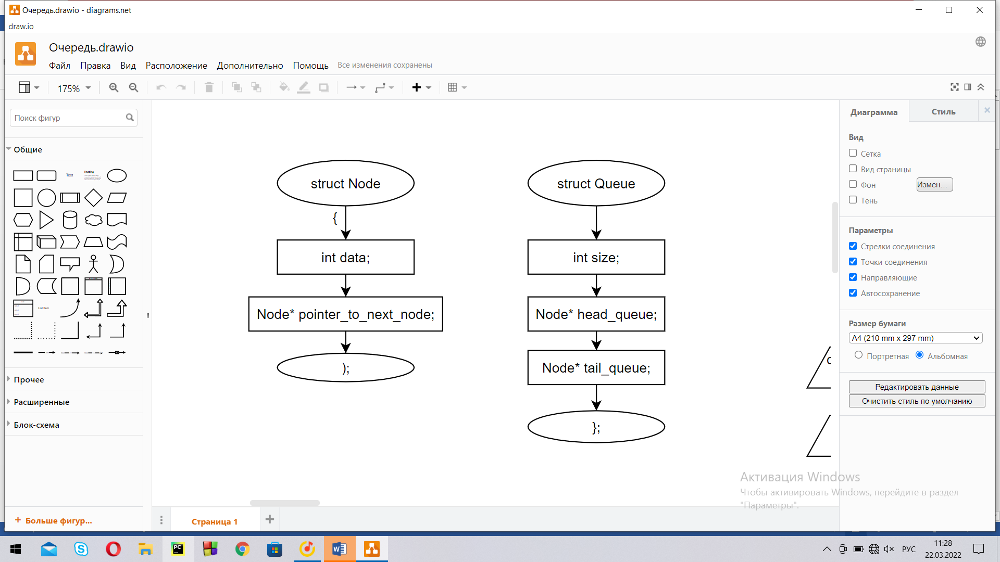 Очередь.drawio - diagrams.net
draw.io
Очередь.drawio
Файл Правка Вид Расположение Дополнительно Помощь Все изменения сохранены
175%
Поиск фигур
Общие
Text
Heading
List Item
Прочее
Расширенные
Блок-схема
+ Больше фигур...
struct Node
{
int data;
Node* pointer_to_next_node;
);
struct Queue
int size;
Node* head_queue;
Node* tail_queue;
};
Страница 1
Диаграмма Стиль
Вид
Сетка
Вид страницы
Фон Измен...
Тень
Параметры
Стрелки соединения
Точки соединения
Направляющие
Автосохранение
Размер бумаги
A4 (210 mm x 297 mm)
Портретная Альбомная
Редактировать данные
Очистить стиль по умолчанию
Активация Windows
Чтобы активировать Windows, перейдите в раздел
"Параметры".
PC
РУС
11:28
22.03.2022